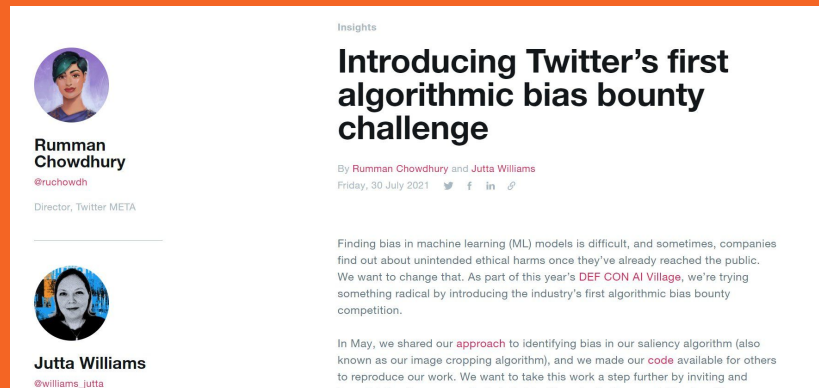 Insights
Introducing Twitter's first
algorithmic bias bounty
challenge
By Rumman Chowdhury and Jutta Williams
Friday, 30 July 2021
Rumman
Chowdhury
@ruchowdh
Director, Twitter META
Jutta Williams
@williams_jutta
Finding bias in machine learning (ML) models is difficult, and sometimes, companies
find out about unintended ethical harms once they've already reached the public.
We want to change that. As part of this year's DEF CON AI Village, we're trying
something radical by introducing the industry's first algorithmic bias bounty
competition.
In May, we shared our approach to identifying bias in our saliency algorithm (also
known as our image cropping algorithm), and we made our code available for others
to reproduce our work. We want to take this work a step further by inviting and